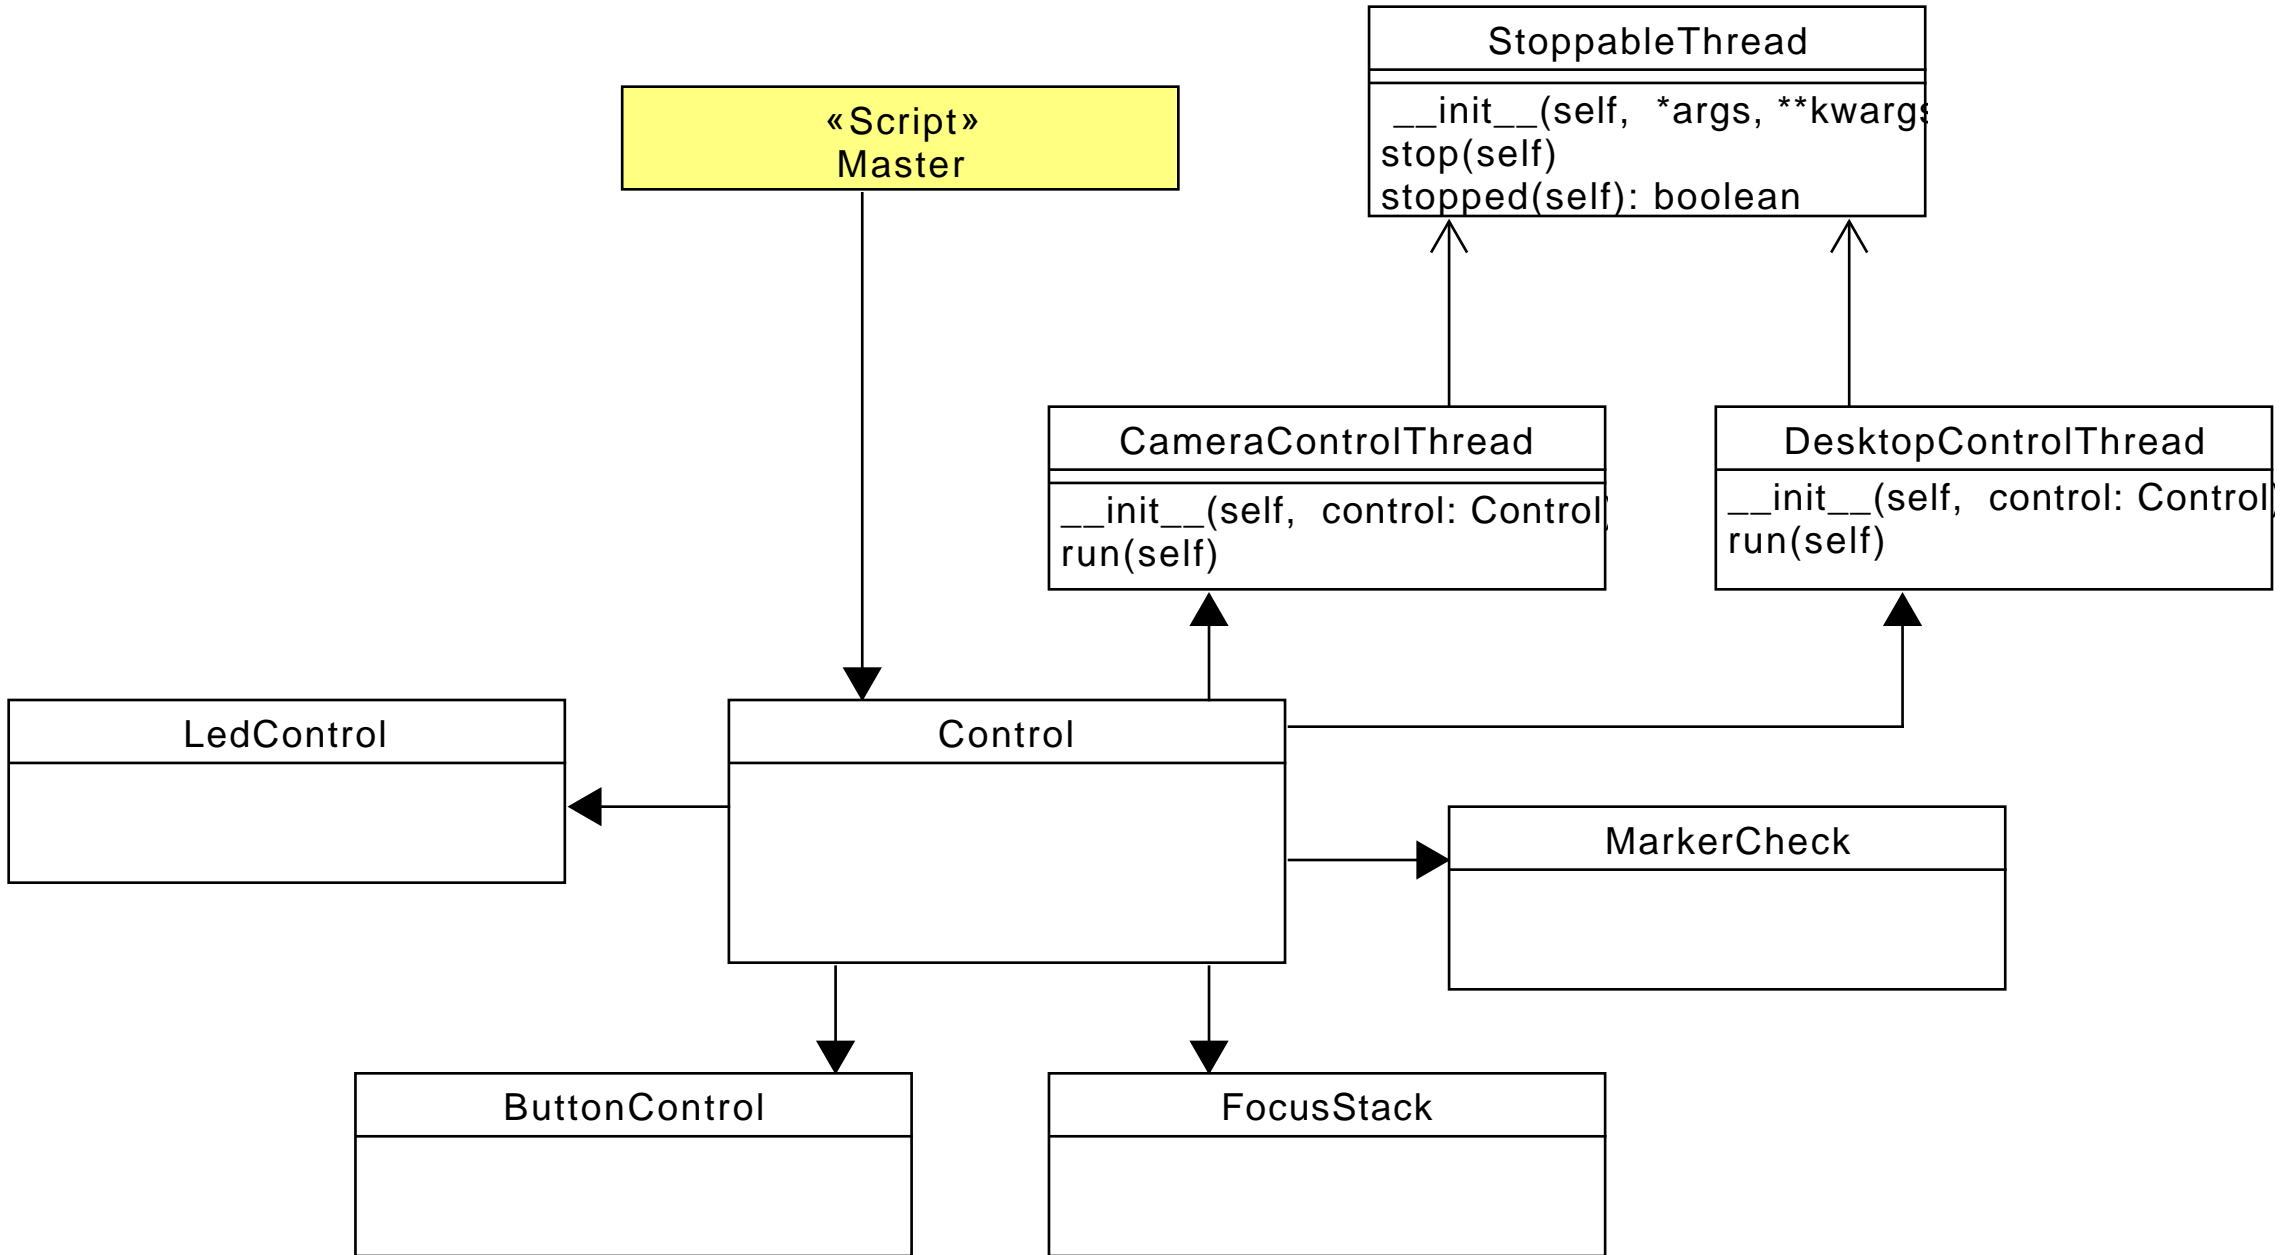 StoppableThread
__init__(self, *args, **kwargs
stop(self)
stopped(self): boolean
«Script»
Master
CameraControlThread
__init__(self, control: Control)
run(self)
DesktopControlThread
__init__(self, control: Control)
run(self)
LedControl
Control
MarkerCheck
ButtonControl
FocusStack